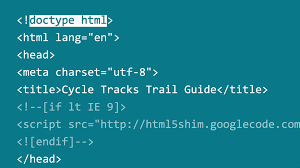 <!doctype html>
<html lang="en">
<head>
<meta charset="utf-8">
<title>Cycle Tracks Trail Guide</title>
<!--[if lt IE 9]>
<script src="http://html5shim.googlecode.com
<![endif]-->
</head>